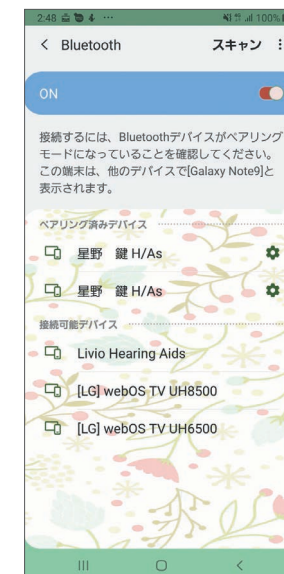 2:48
100%
Bluetooth
スキャン
ON
接続するには、Bluetoothデバイスがペアリング
モードになっていることを確認してください。
この端末は、他のデバイスで[Galaxy Note9]と
表示されます。
ペアリング済みデバイス
星野　鍵 H/As
星野　鍵 H/As
接続可能デバイス
Livio Hearing Aids
[LG] webOS TV UH8500
[LG] webOS TV UH6500